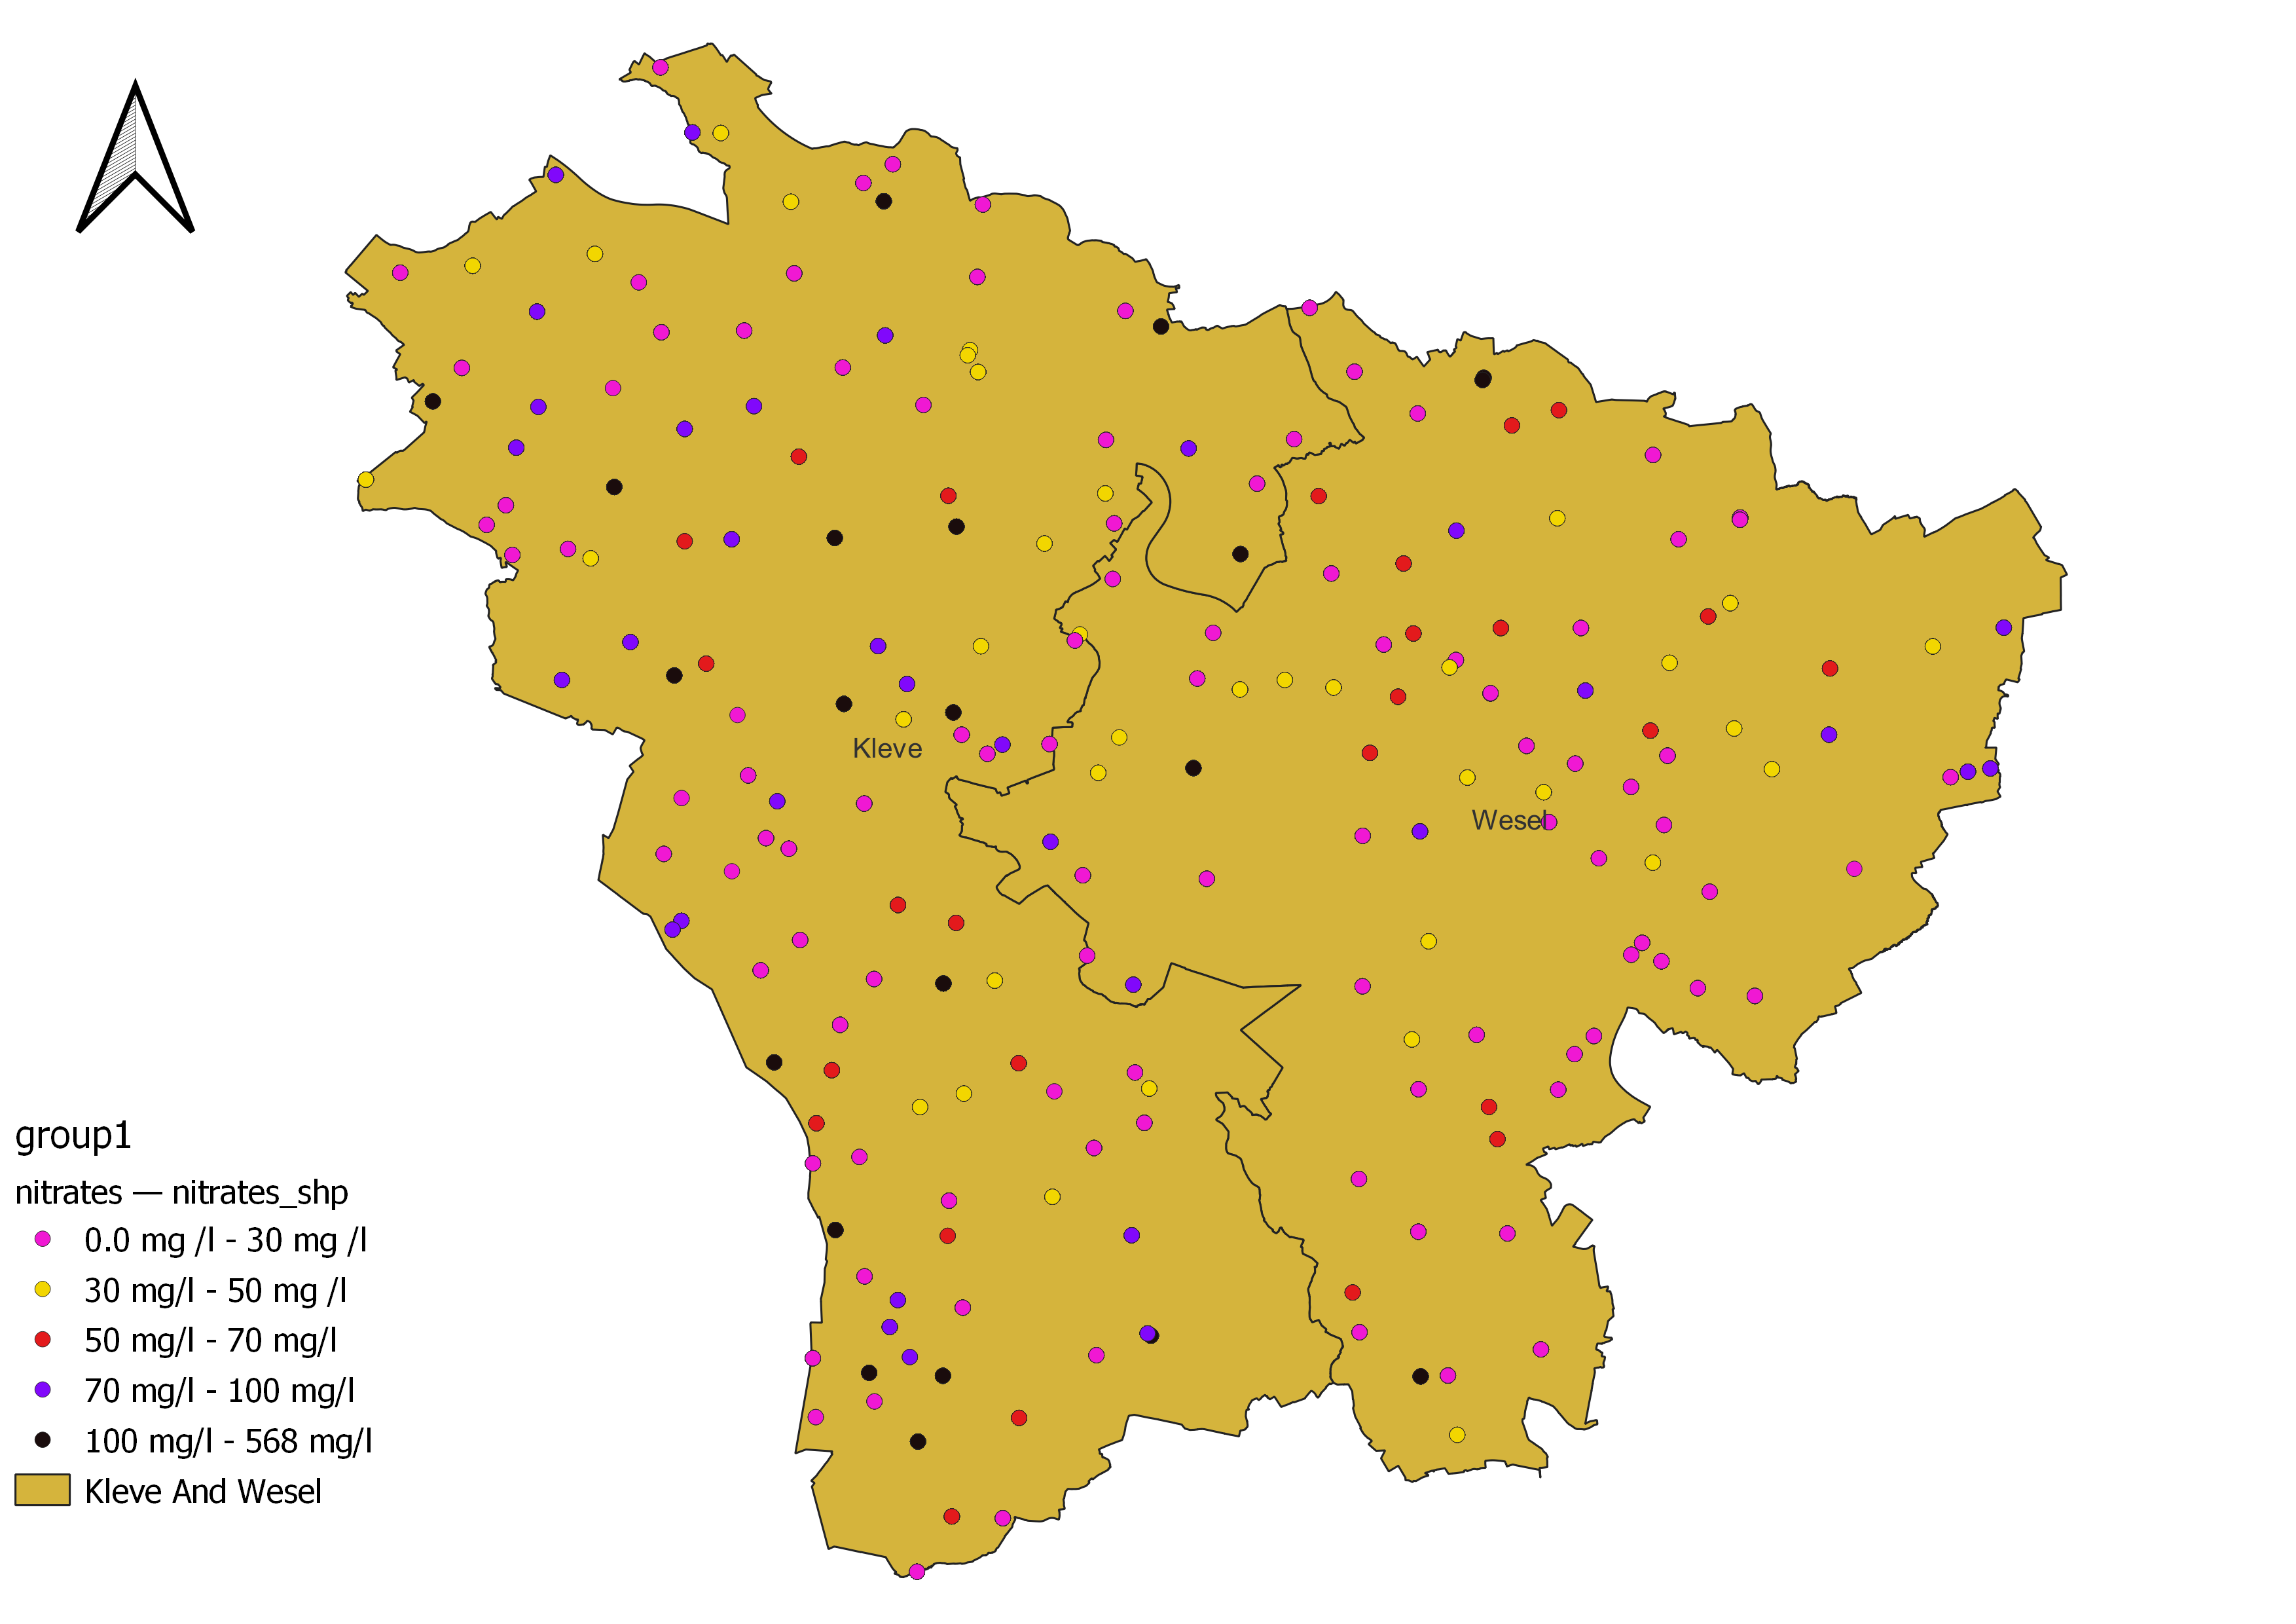 Kleve
Wesel
group1
nitrates — nitrates_shp
0.0 mg /l - 30 mg /l
30 mg/l - 50 mg /l
50 mg/l - 70 mg/l
70 mg/l - 100 mg/l
100 mg/l - 568 mg/l
Kleve And Wesel